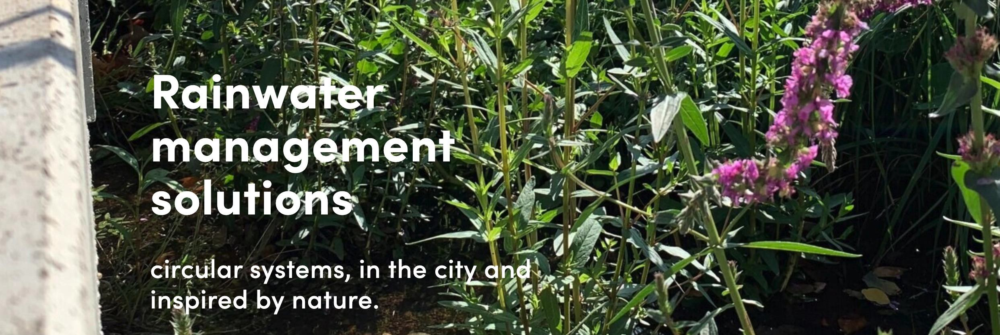 Rainwater
management
solutions
circular systems, in the city and
inspired by nature.